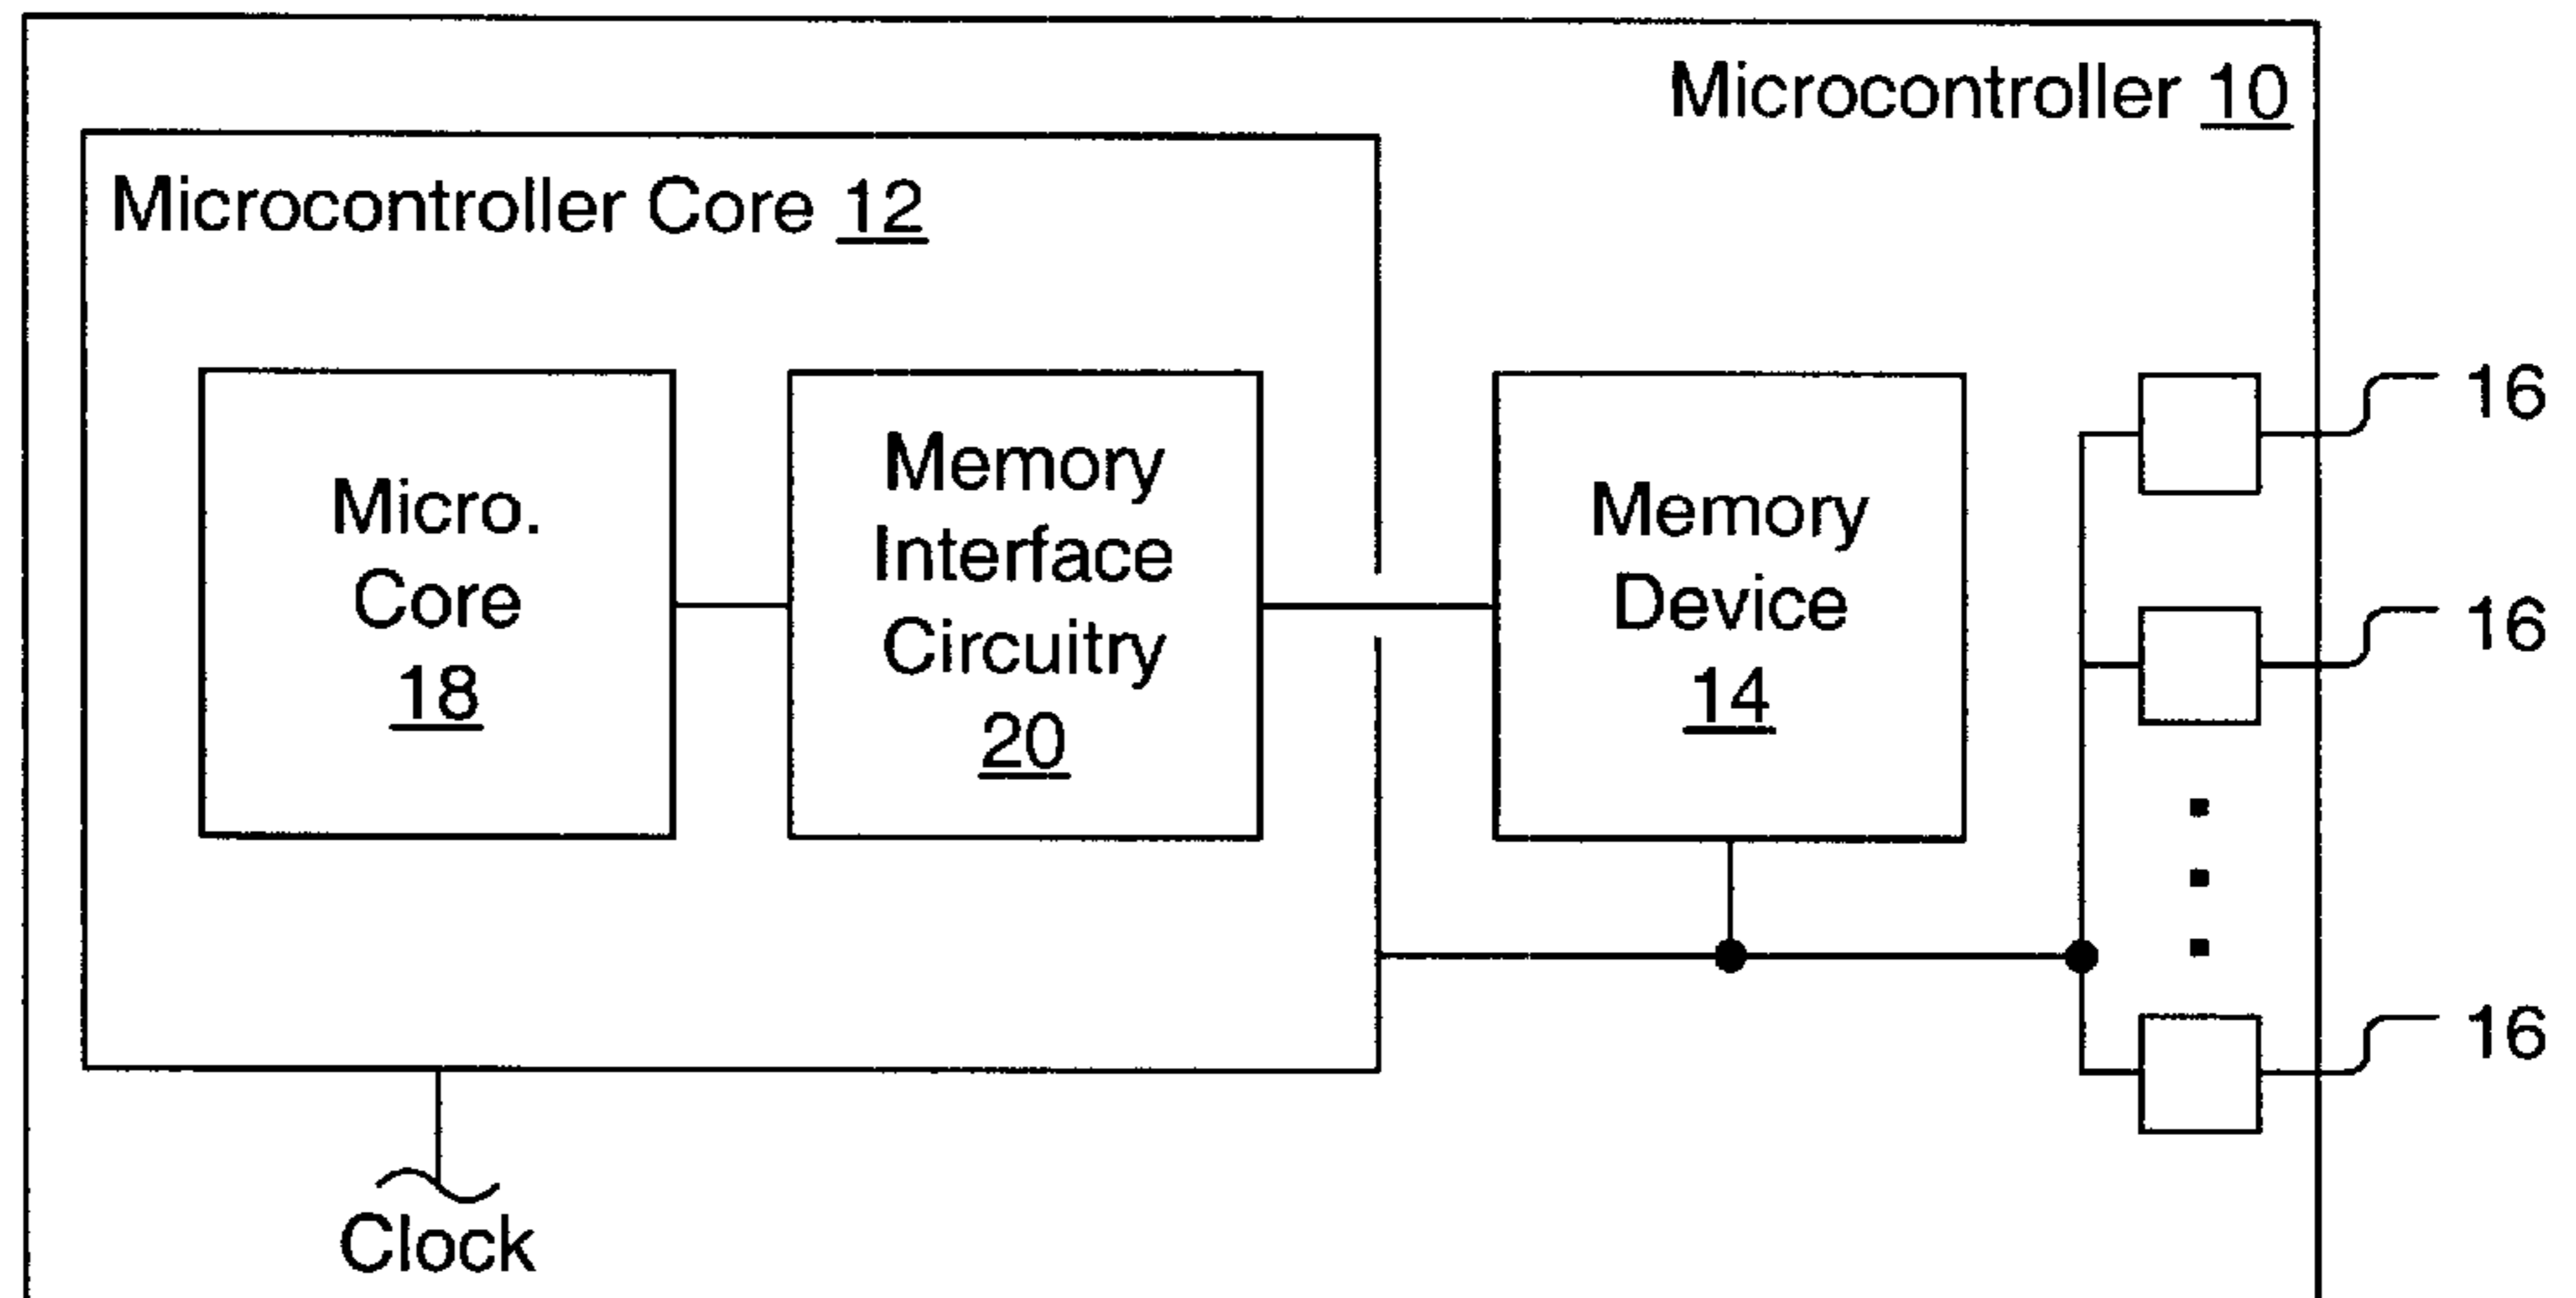 Microcontroller 10
Microcontroller Core 12
Micro.
Core
18
Memory
Interface
Circuitry
20
Memory
Device
14
16
16
16
Clock